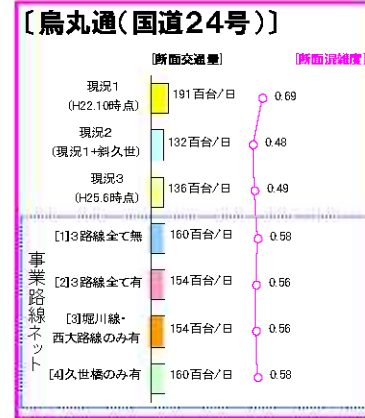 〔烏丸通(国道24号)〕
[断面交通量] [断面混雑度]
現況1
(H22.10時点)
191百台/日 0.69
現況2
(現況1+斜久世)
132百台/日 0.48
現況3
(H25.6時点)
136百台/日 0.49
事業路線ネット
[1]3路線全て無
160百台/日 0.58
[2]3路線全て有
154百台/日 0.56
[3]堀川線・
西大路線のみ有
154百台/日 0.56
[4]久世橋のみ有
160百台/日 0.58